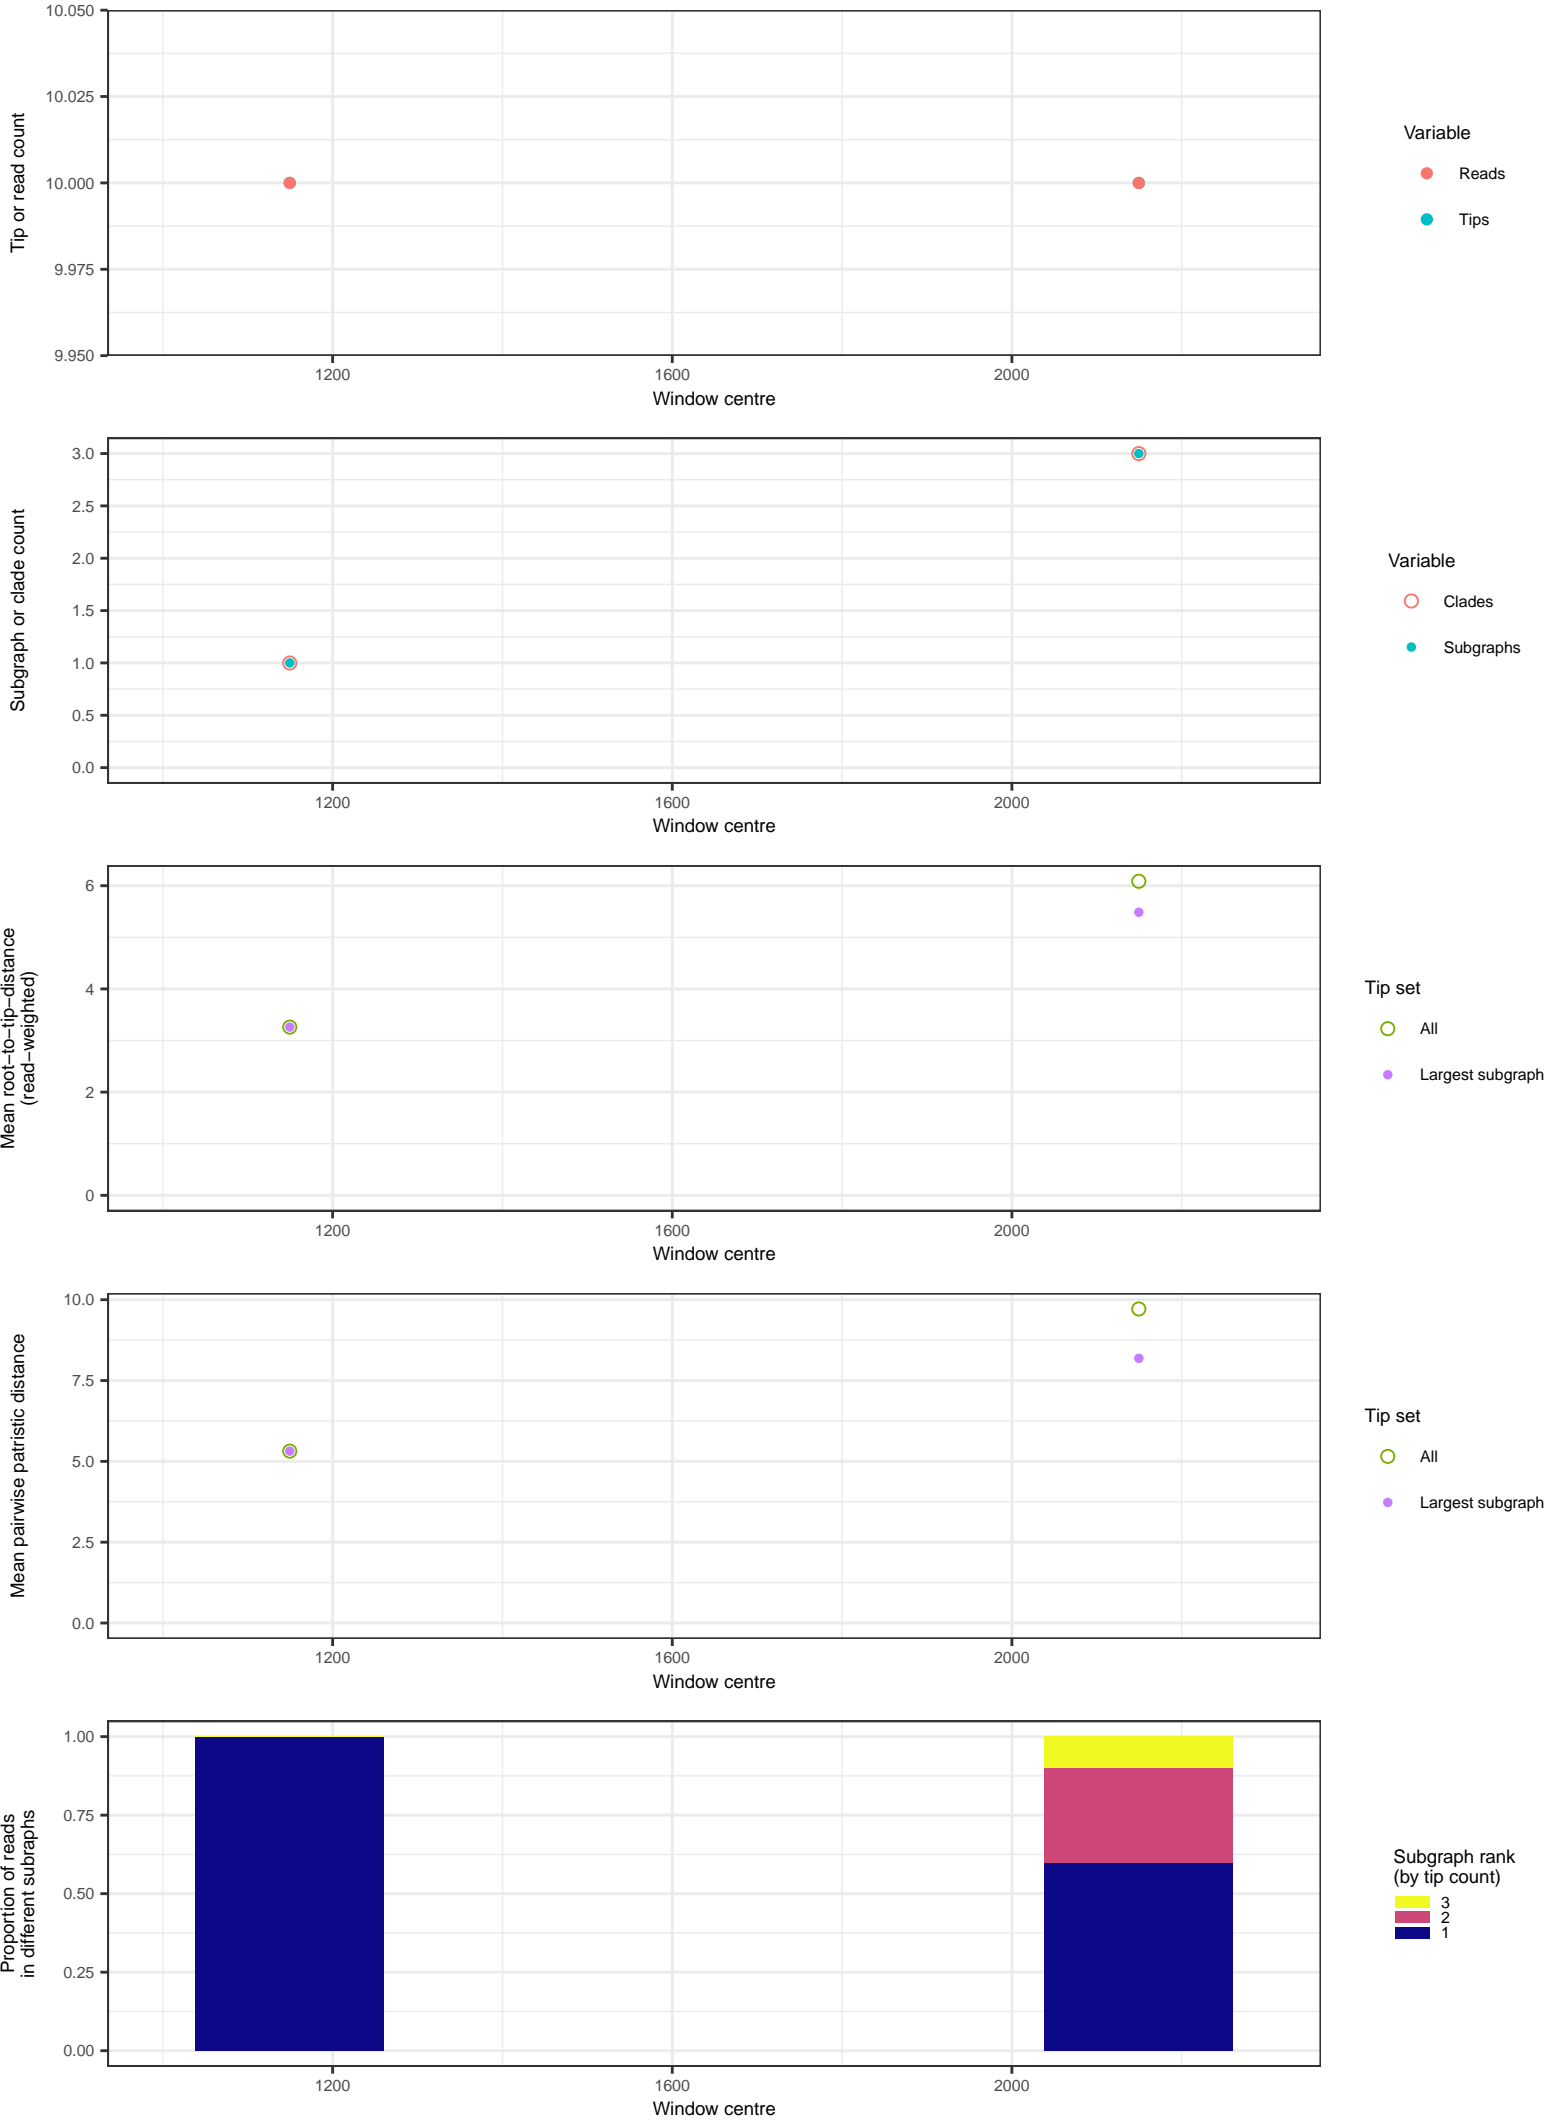 10.050
10.025
10.000
9.975
9.950
Tip or read count
1200
1600
2000
Window centre
Variable
Reads
Tips
3.0
2.5
2.0
1.5
1.0
0.5
0.0
Subgraph or clade count
1200
1600
2000
Window centre
Variable
Clades
Subgraphs
6
4
2
0
Mean root−to−tip−distance
(read−weighted)
1200
1600
2000
Window centre
Tip set
All
Largest subgraph
10.0
7.5
5.0
2.5
0.0
Mean pairwise patristic distance
1200
1600
2000
Window centre
Tip set
All
Largest subgraph
1.00
0.75
0.50
0.25
0.00
Proportion of reads
in different subraphs
1200
1600
2000
Window centre
Subgraph rank
(by tip count)
3
2
1